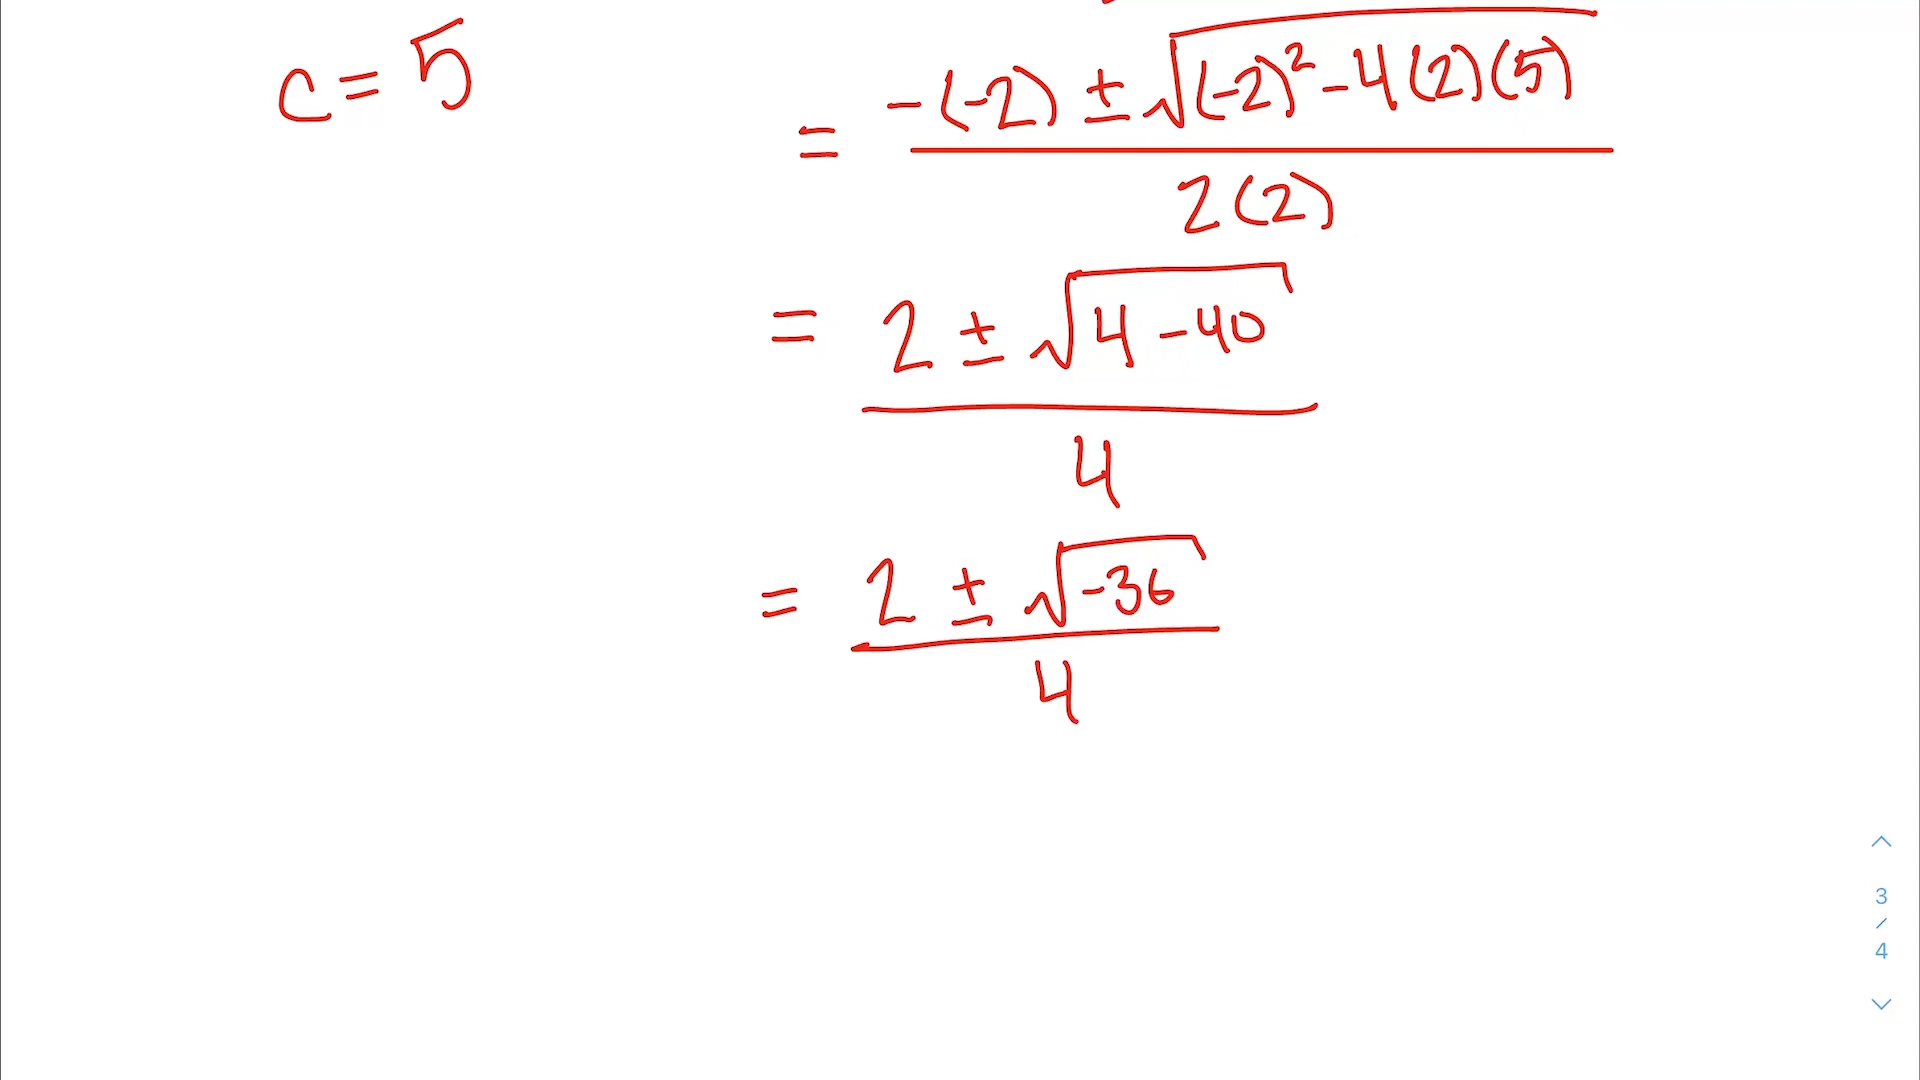 c = 5
= -(-2) ± √(-2)² - 4(2)(5)
2(2)
= 2 ± √4 - 40
4
= 2 ± √-36
4
3
/
4